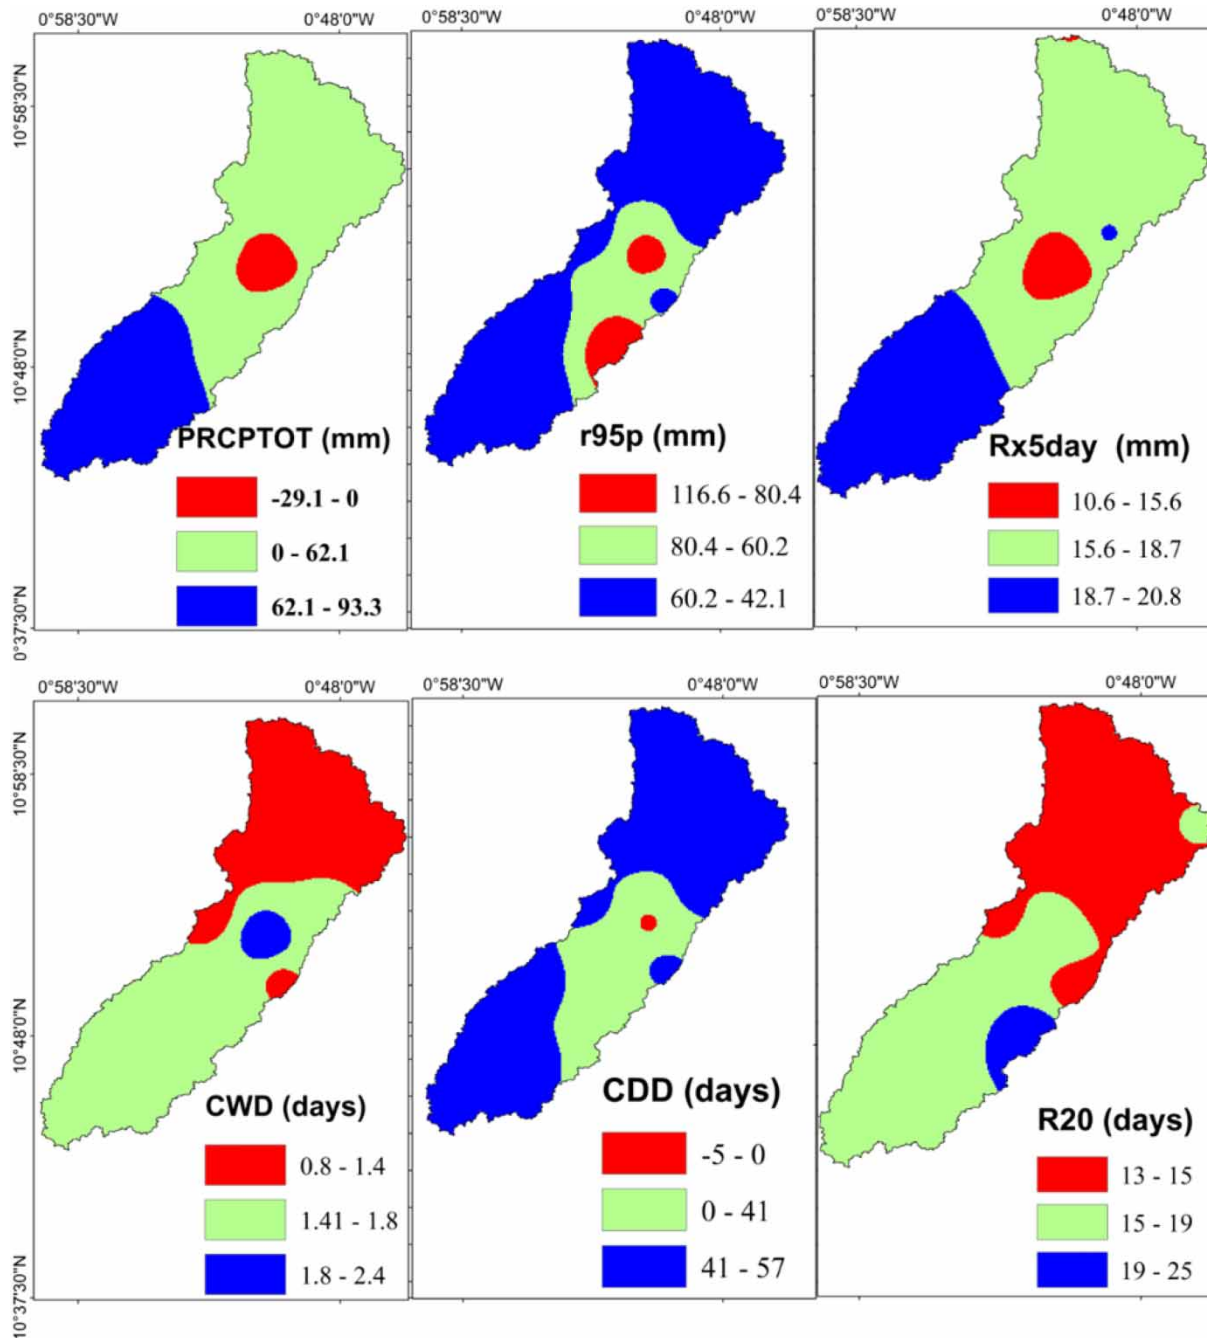 0°58'30"W 0°48'0"W 0°58'30"W 0°48'0"W 0°58'30"W 0°48'0"W
10°58'30"N
10°48'0"N
0°37'30"N
PRCPTOT (mm)
-29.1 - 0
0 - 62.1
62.1 - 93.3
r95p (mm)
116.6 - 80.4
80.4 - 60.2
60.2 - 42.1
Rx5day (mm)
10.6 - 15.6
15.6 - 18.7
18.7 - 20.8
0°58'30"W 0°48'0"W 0°58'30"W 0°48'0"W 0°58'30"W 0°48'0"W
10°58'30"N
10°48'0"N
10°37'30"N
CWD (days)
0.8 - 1.4
1.41 - 1.8
1.8 - 2.4
CDD (days)
-5 - 0
0 - 41
41 - 57
R20 (days)
13 - 15
15 - 19
19 - 25